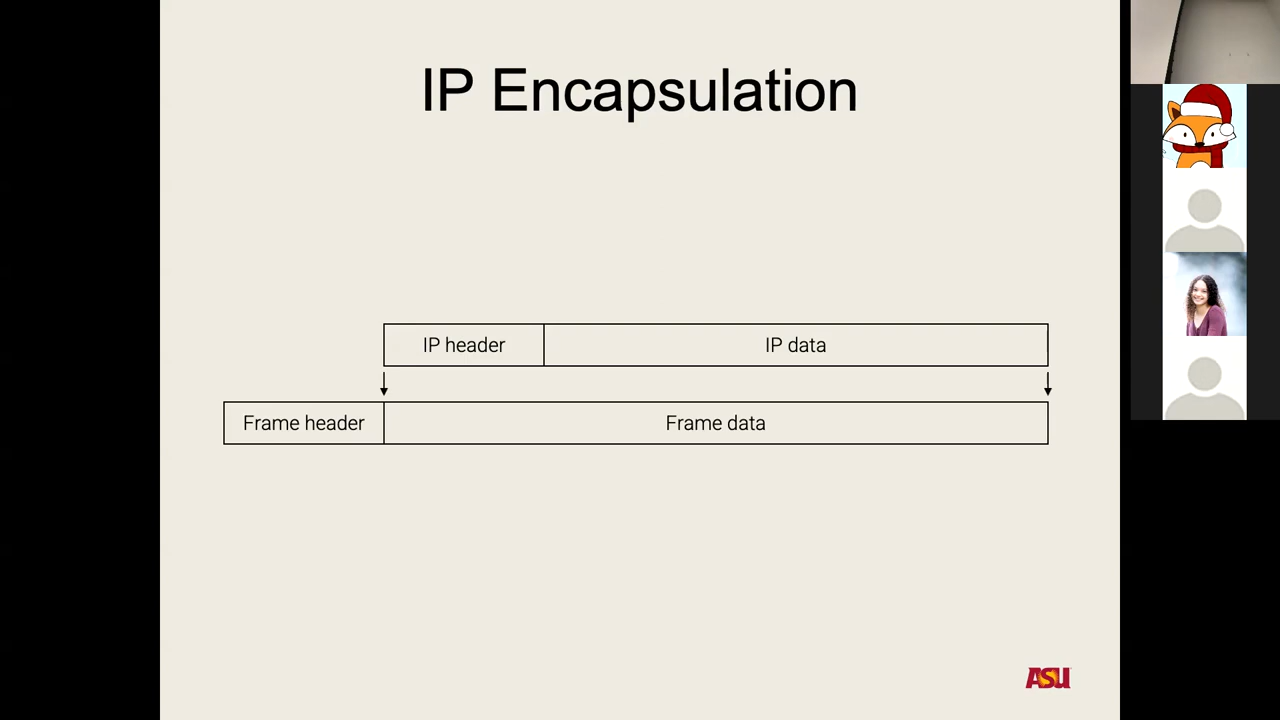 IP Encapsulation
IP header
IP data
Frame header
Frame data
ASU